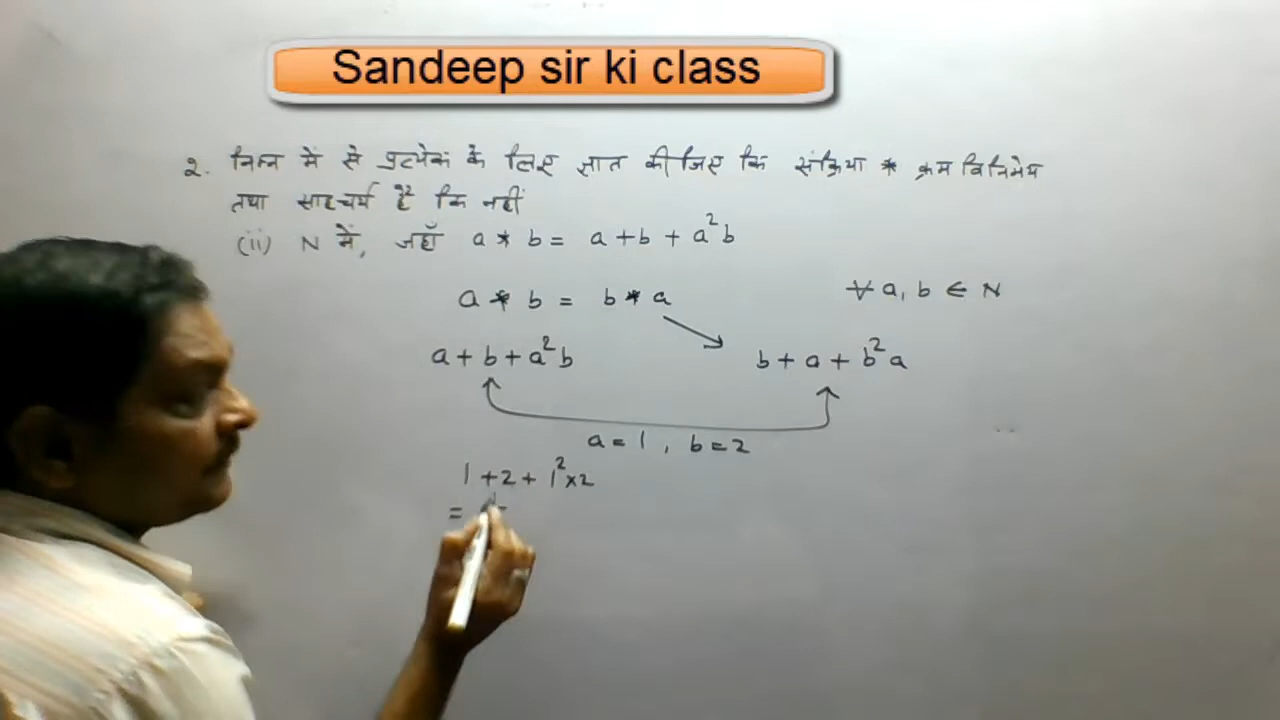 Sandeep sir ki class
2. निम्न में से प्रत्येक के लिए ज्ञात कीजिए कि संक्रिया * क्रम विनिमेय
तथा साहचर्य है कि नहीं
(ii) N में, जहाँ a * b = a + b + a²b
a * b = b * a ∀ a, b ∈ N
a + b + a²b b + a + b²a
a = 1, b = 2
1 + 2 + 1² × 2
=